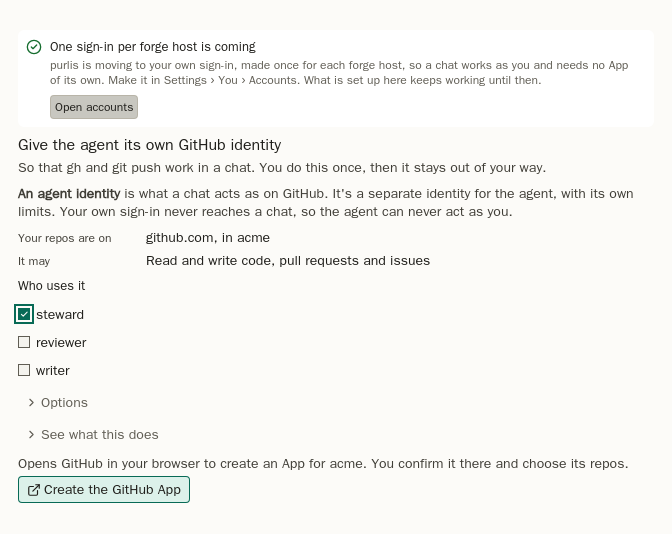 One sign-in per forge host is coming
purlis is moving to your own sign-in, made once for each forge host, so a chat works as you and needs no App
of its own. Make it in Settings › You › Accounts. What is set up here keeps working until then.
Open accounts
Give the agent its own GitHub identity
So that gh and git push work in a chat. You do this once, then it stays out of your way.
An agent identity is what a chat acts as on GitHub. It's a separate identity for the agent, with its own
limits. Your own sign-in never reaches a chat, so the agent can never act as you.
Your repos are on github.com, in acme
It may Read and write code, pull requests and issues
Who uses it
steward
reviewer
writer
Options
See what this does
Opens GitHub in your browser to create an App for acme. You confirm it there and choose its repos.
Create the GitHub App